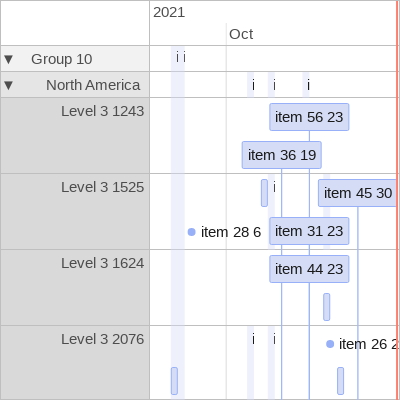 2021
Oct
▼ Group 10 i i
▼ North America i i i
Level 3 1243 item 56 23
item 36 19
Level 3 1525 i item 45 30
item 28 6 item 31 23
Level 3 1624 item 44 23
Level 3 2076 i i item 26 2